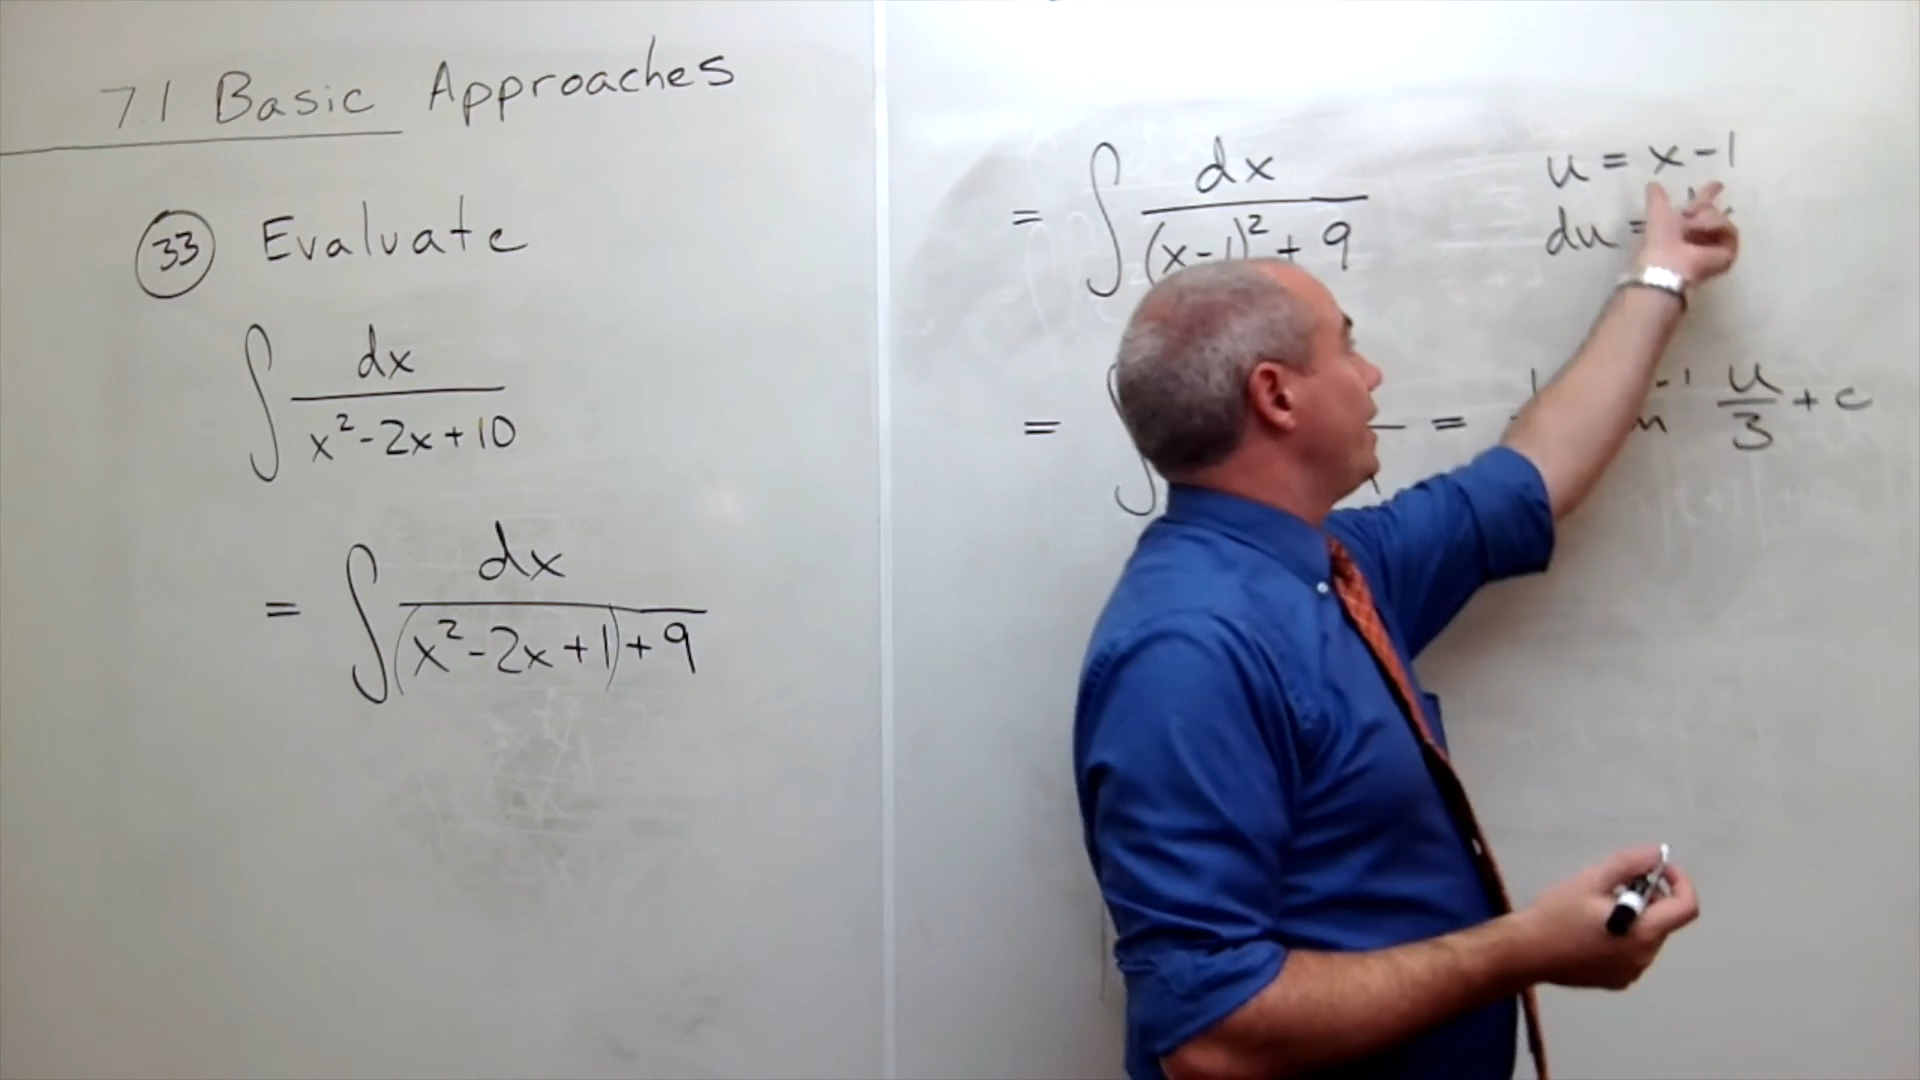 7.1 Basic Approaches
33 Evaluate
∫ dx / x² - 2x + 10
= ∫ dx / (x² - 2x + 1) + 9
= ∫ dx / (x - 1)² + 9
u = x - 1
du =
= ∫ = -1 u/3 + c